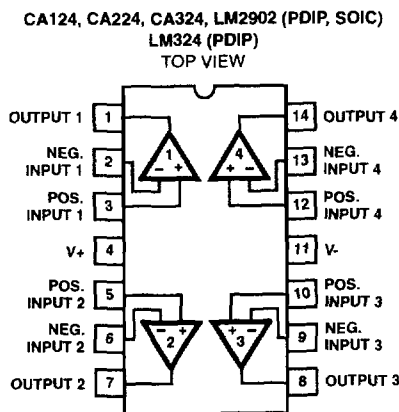 CA124, CA224, CA324, LM2902 (PDIP, SOIC)
LM324 (PDIP)
TOP VIEW
OUTPUT 1 1 14 OUTPUT 4
1 4
NEG. INPUT 1 2 13 NEG. INPUT 4
- + + -
POS. INPUT 1 3 12 POS. INPUT 4
V+ 4 11 V-
POS. INPUT 2 5 10 POS. INPUT 3
- + + -
NEG. INPUT 2 6 9 NEG. INPUT 3
2 3
OUTPUT 2 7 8 OUTPUT 3